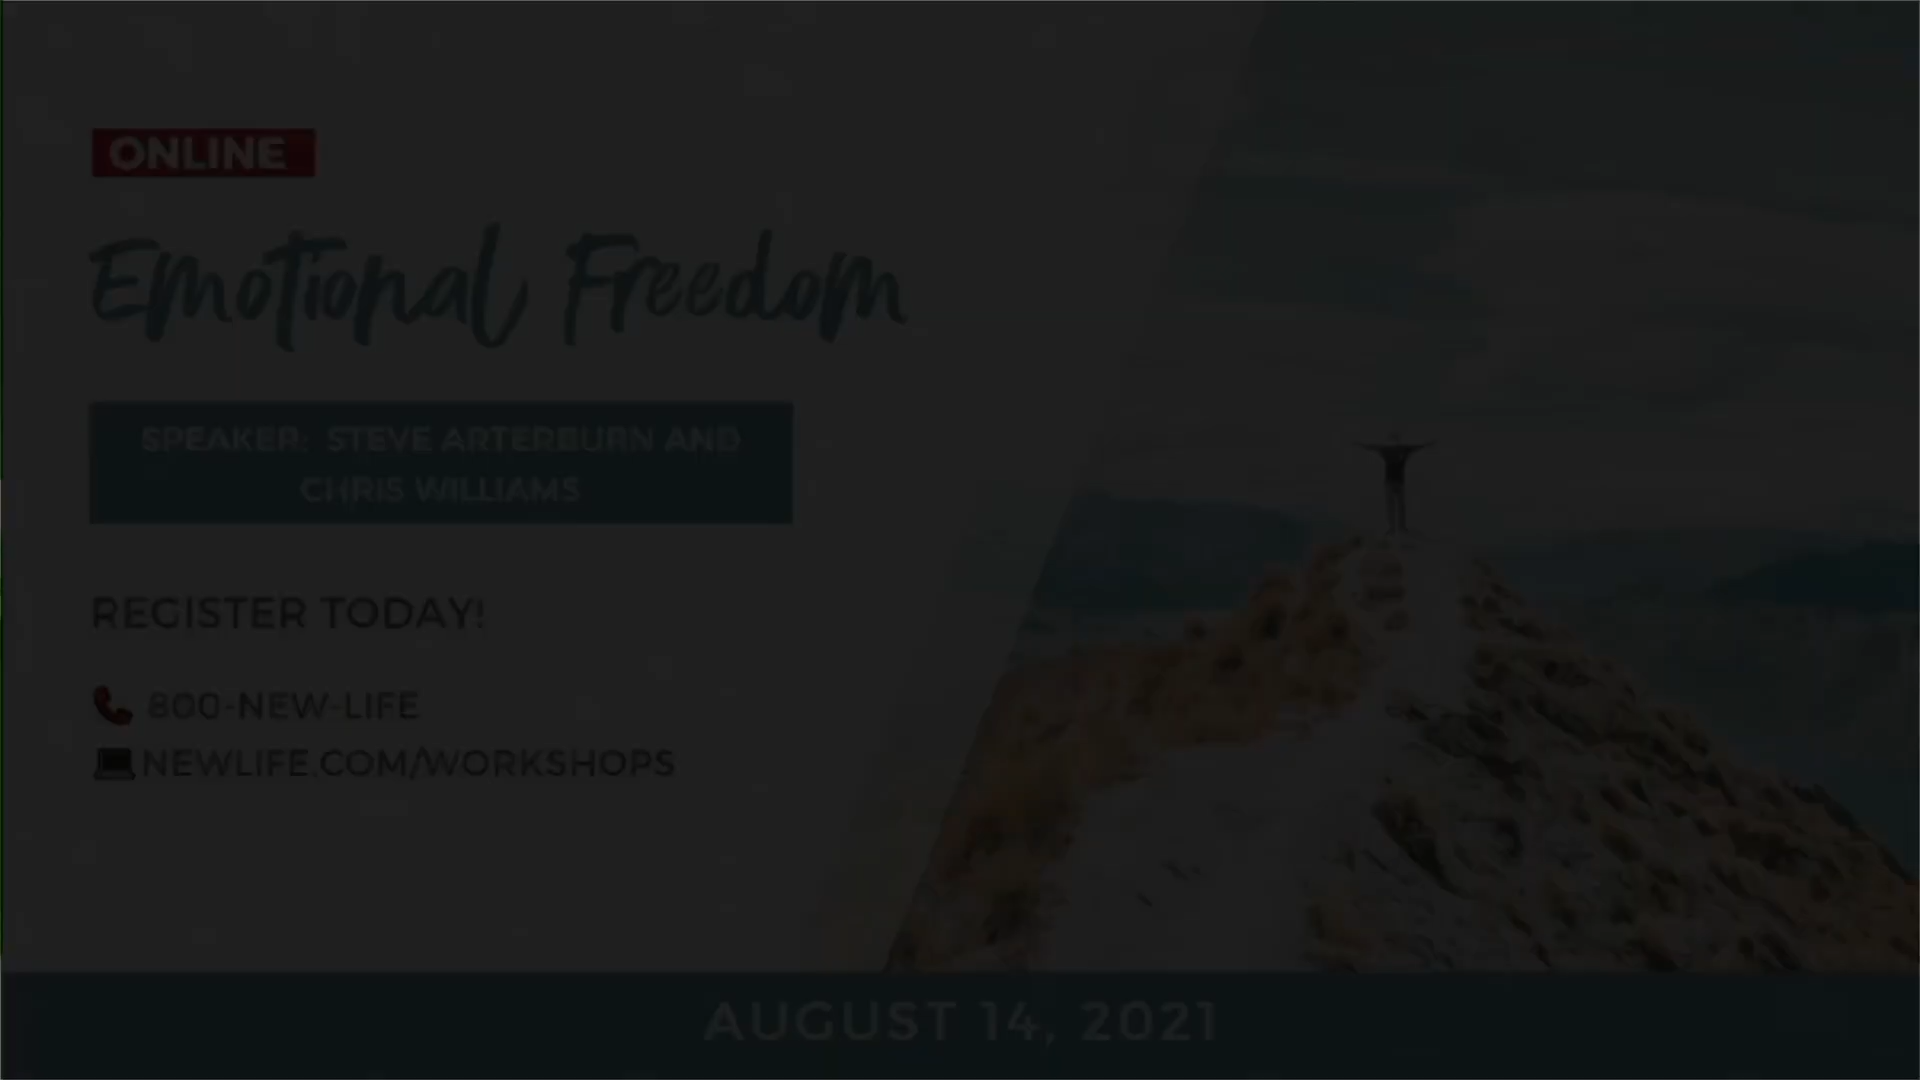 ONLINE
Emotional Freedom
SPEAKER: STEVE ARTERBURN AND
CHRIS WILLIAMS
REGISTER TODAY!
800-NEW-LIFE
NEWLIFE.COM/WORKSHOPS
AUGUST 14, 2021